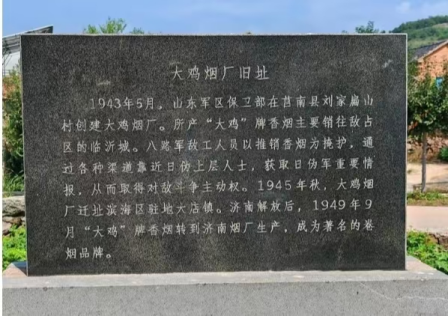 大鸡烟厂旧址
1943年5月，山东军区保卫部在莒南县刘家扁山
村创建大鸡烟厂。所产“大鸡”牌香烟主要销往敌占
区的临沂城。八路军敌工人员以推销香烟为掩护，通
过各种渠道靠近日伪上层人士，获取日伪军重要情
报，从而取得对敌斗争主动权。1945年秋，大鸡烟
厂迁址滨海区驻地大店镇。济南解放后，1949年9
月“大鸡”牌香烟转到济南烟厂生产，成为著名的卷
烟品牌。